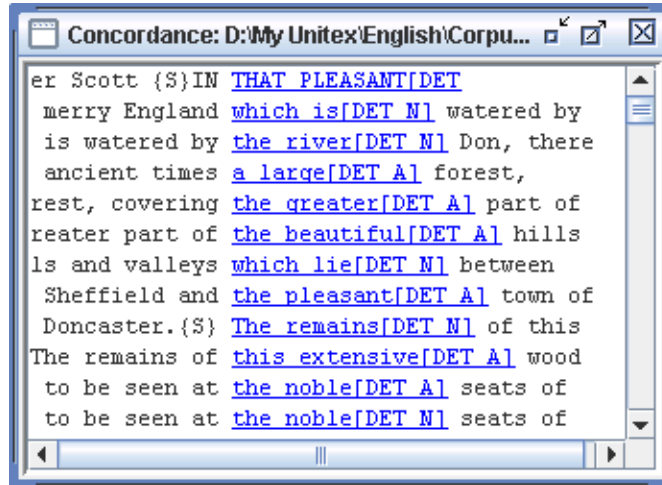 Concordance: D:\My Unitex\English\Corpu...
er Scott {S}IN THAT PLEASANT[DET
merry England which is[DET N] watered by
is watered by the river[DET N] Don, there
ancient times a large[DET A] forest,
rest, covering the greater[DET A] part of
reater part of the beautiful[DET A] hills
ls and valleys which lie[DET N] between
Sheffield and the pleasant[DET A] town of
Doncaster.{S} The remains[DET N] of this
The remains of this extensive[DET A] wood
to be seen at the noble[DET A] seats of
to be seen at the noble[DET N] seats of